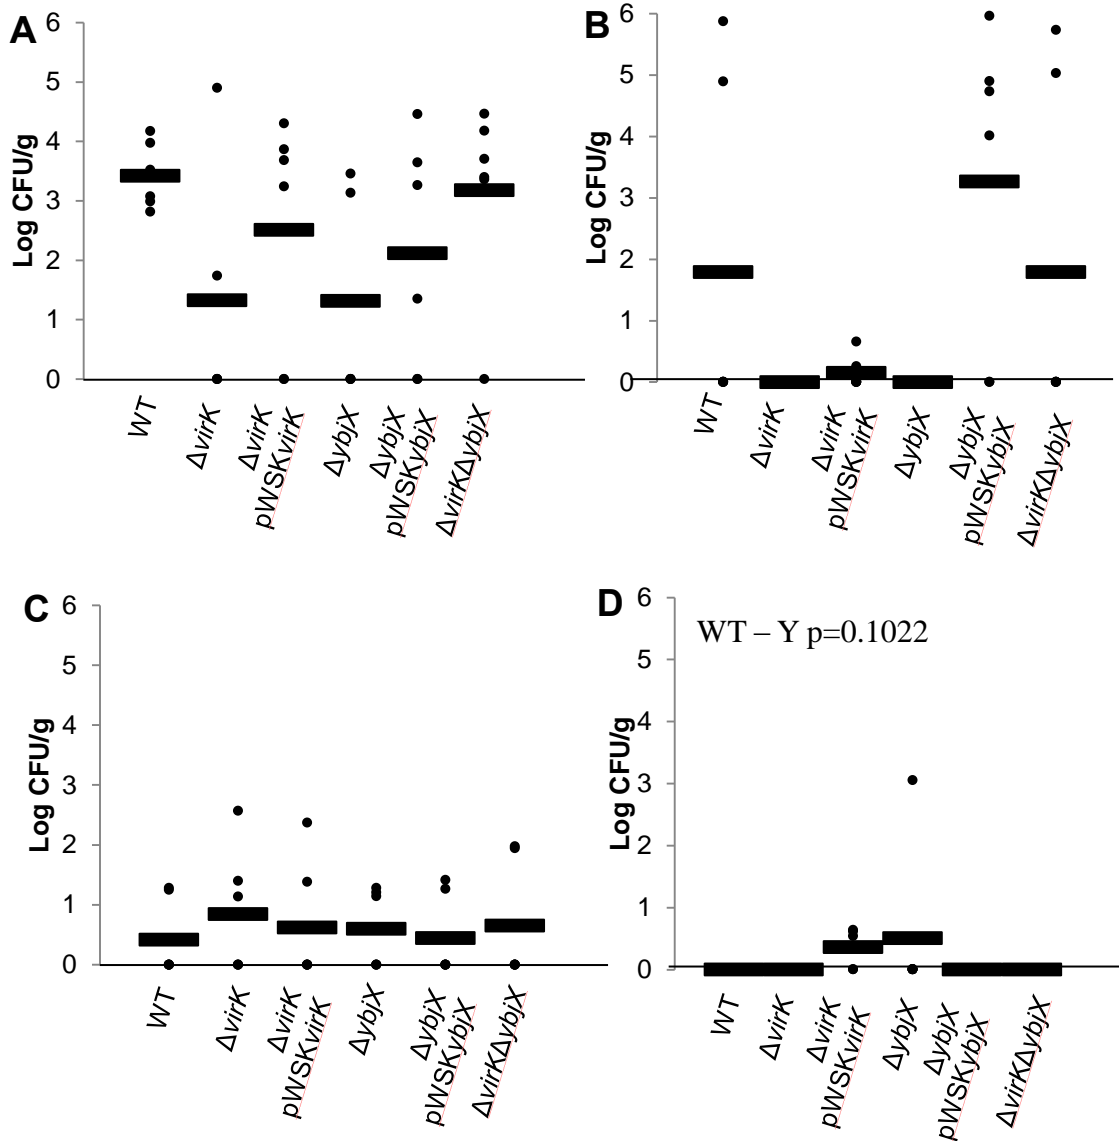 A
Log CFU/g
6
5
4
3
2
1
0
WT
ΔvirK
ΔvirK
pWSKvirK
ΔybjX
ΔybjX
pWSKybjX
ΔvirKΔybjX
B
Log CFU/g
6
5
4
3
2
1
0
WT
ΔvirK
ΔvirK
pWSKvirK
ΔybjX
ΔybjX
pWSKybjX
ΔvirKΔybjX
C
Log CFU/g
6
5
4
3
2
1
0
WT
ΔvirK
ΔvirK
pWSKvirK
ΔybjX
ΔybjX
pWSKybjX
ΔvirKΔybjX
D
WT – Y p=0.1022
Log CFU/g
6
5
4
3
2
1
0
WT
ΔvirK
ΔvirK
pWSKvirK
ΔybjX
ΔybjX
pWSKybjX
ΔvirKΔybjX